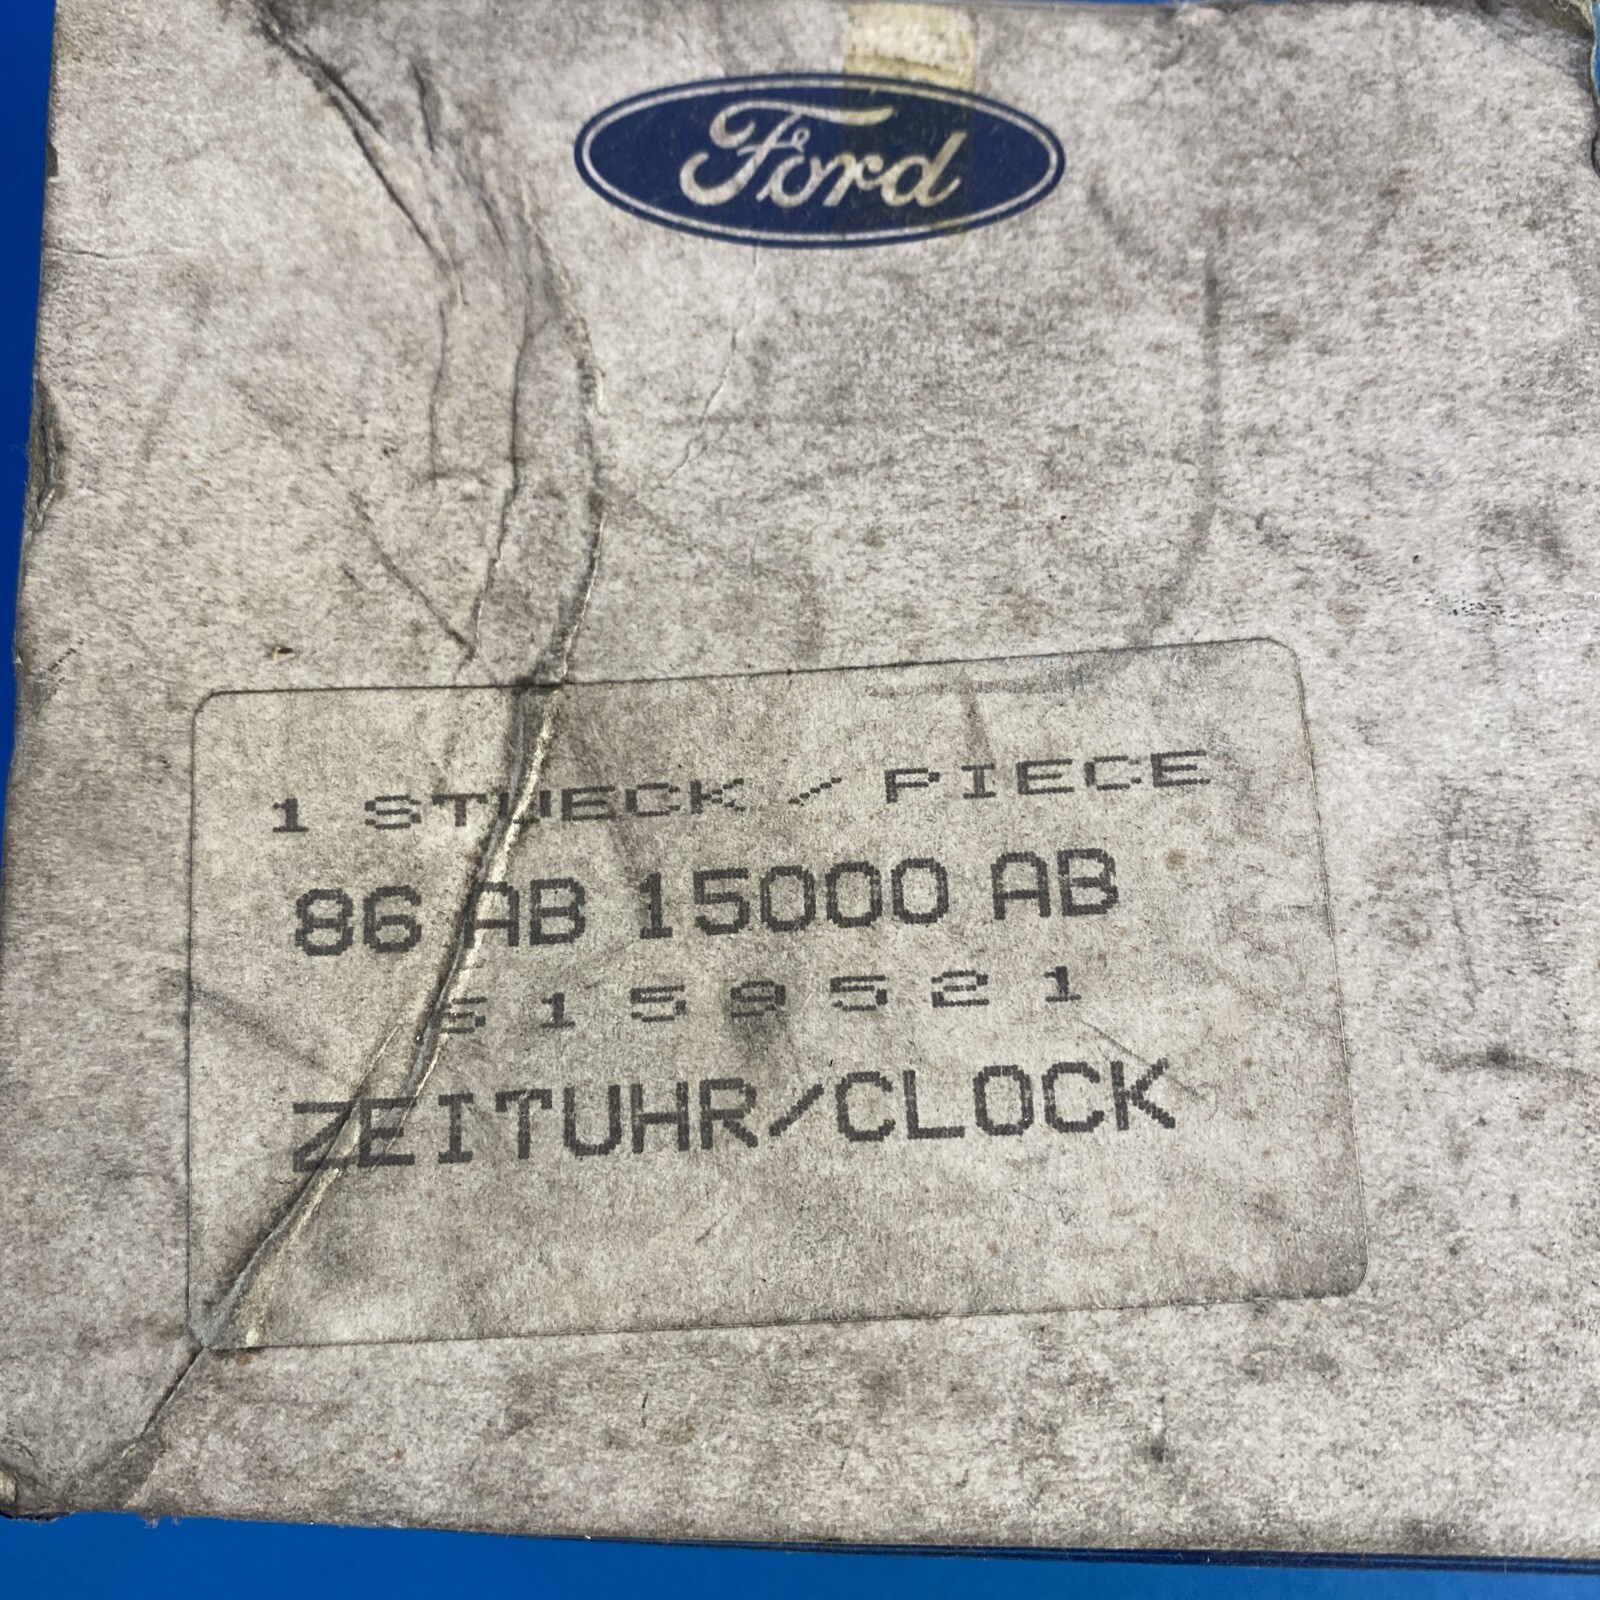 Ford
1 STUECK / PIECE
86 AB 15000 AB
6159521
ZEITUHR/CLOCK